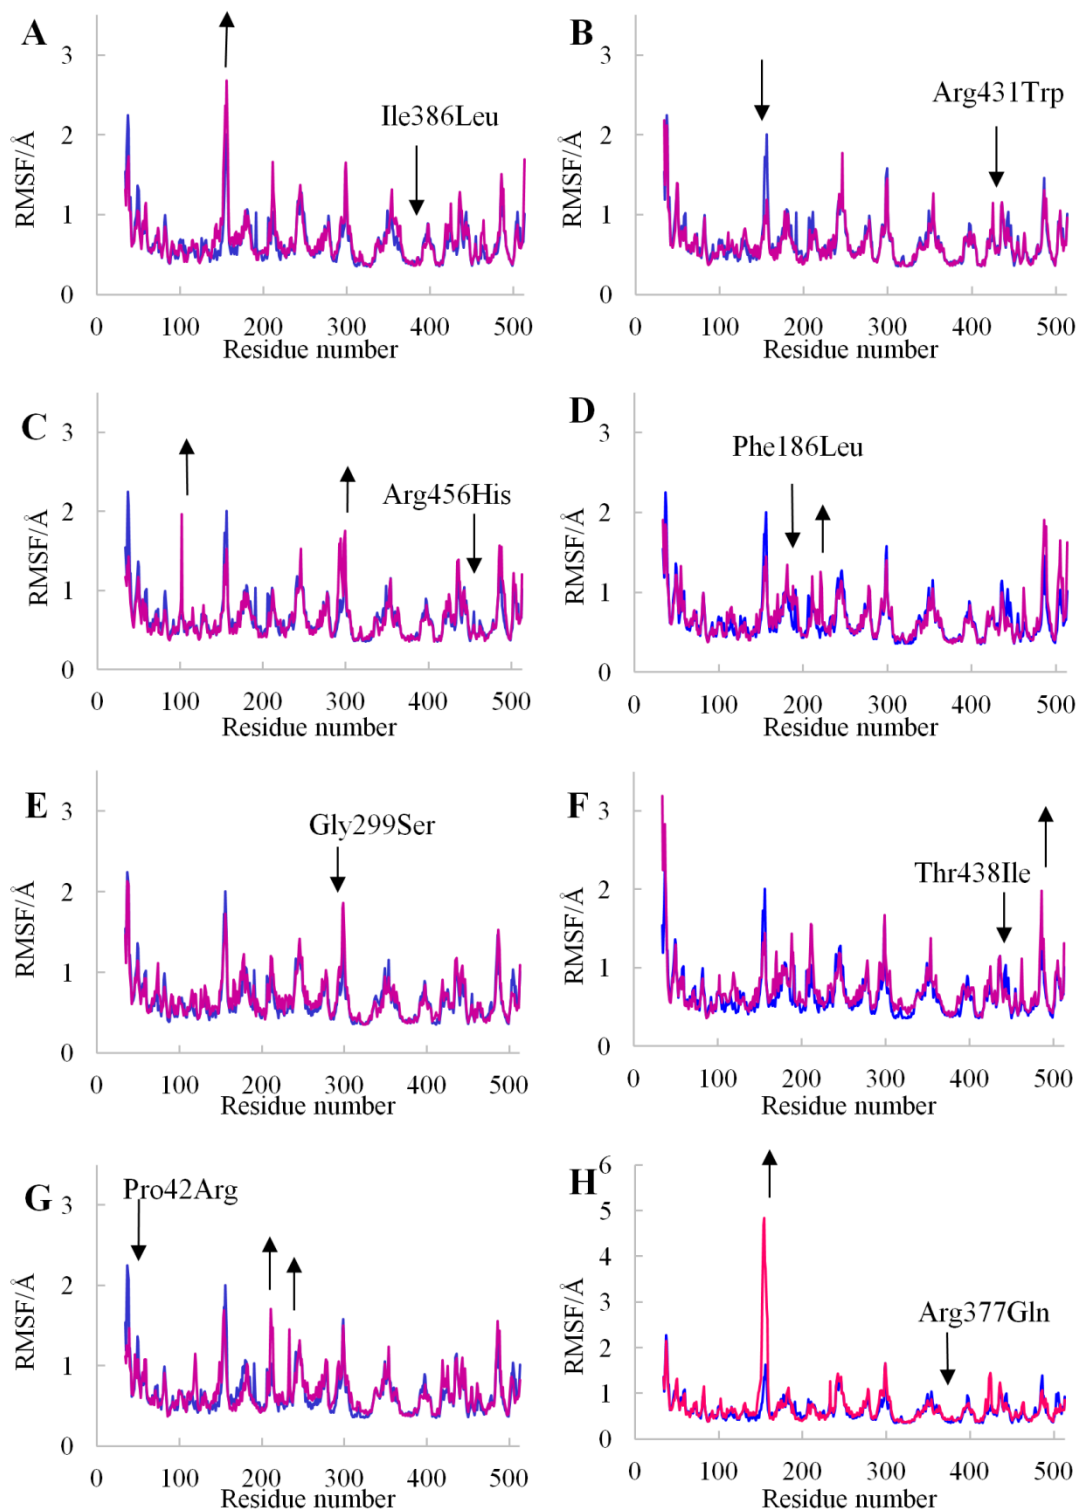 A
3
2
1
0
RMSF/Å
Ile386Leu
0 100 200 300 400 500
Residue number
B
3
2
1
0
RMSF/Å
Arg431Trp
0 100 200 300 400 500
Residue number
C
3
2
1
0
RMSF/Å
Arg456His
0 100 200 300 400 500
Residue number
D
3
2
1
0
RMSF/Å
Phe186Leu
0 100 200 300 400 500
Residue number
E
3
2
1
0
RMSF/Å
Gly299Ser
0 100 200 300 400 500
Residue number
F
3
2
1
0
RMSF/Å
Thr438Ile
0 100 200 300 400 500
Residue number
G
3
2
1
0
RMSF/Å
Pro42Arg
0 100 200 300 400 500
Residue number
H
6
5
4
3
2
1
0
RMSF/Å
Arg377Gln
0 100 200 300 400 500
Residue number